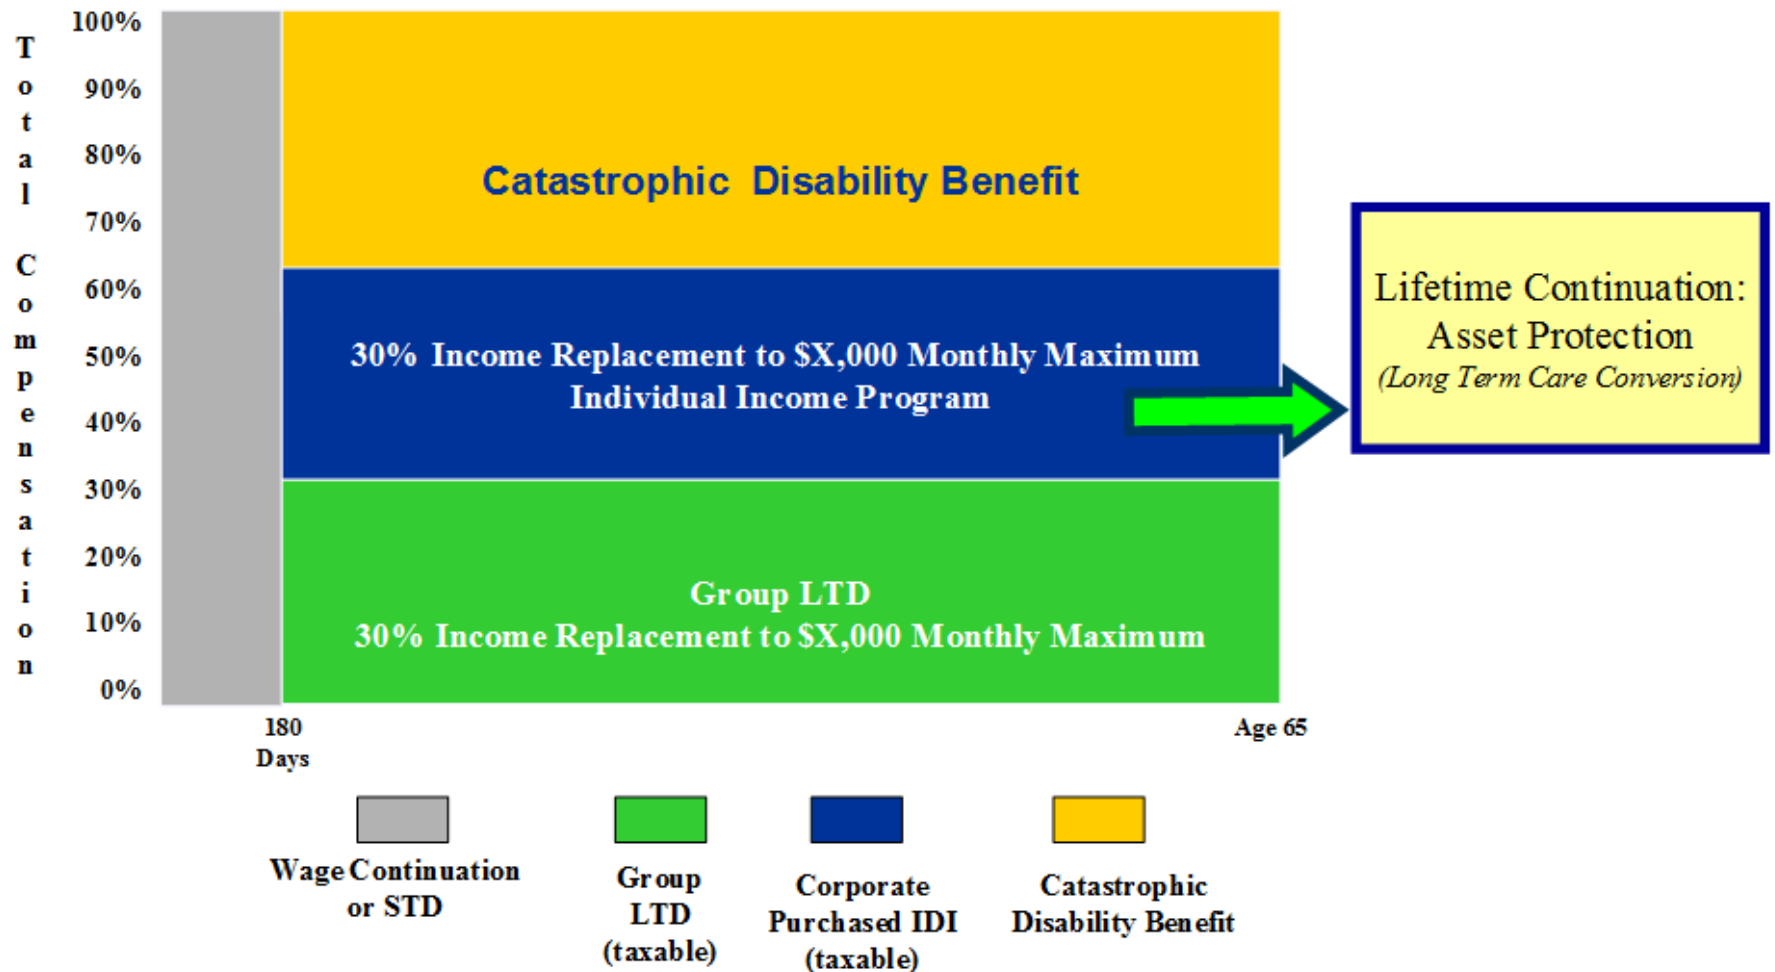 Total Compensation
100%
90%
80%
70%
60%
50%
40%
30%
20%
10%
0%
Catastrophic Disability Benefit
30% Income Replacement to $X,000 Monthly Maximum
Individual Income Program
Group LTD
30% Income Replacement to $X,000 Monthly Maximum
Lifetime Continuation:
Asset Protection
(Long Term Care Conversion)
180
Days
Age 65
Wage Continuation
or STD
Group
LTD
(taxable)
Corporate
Purchased IDI
(taxable)
Catastrophic
Disability Benefit